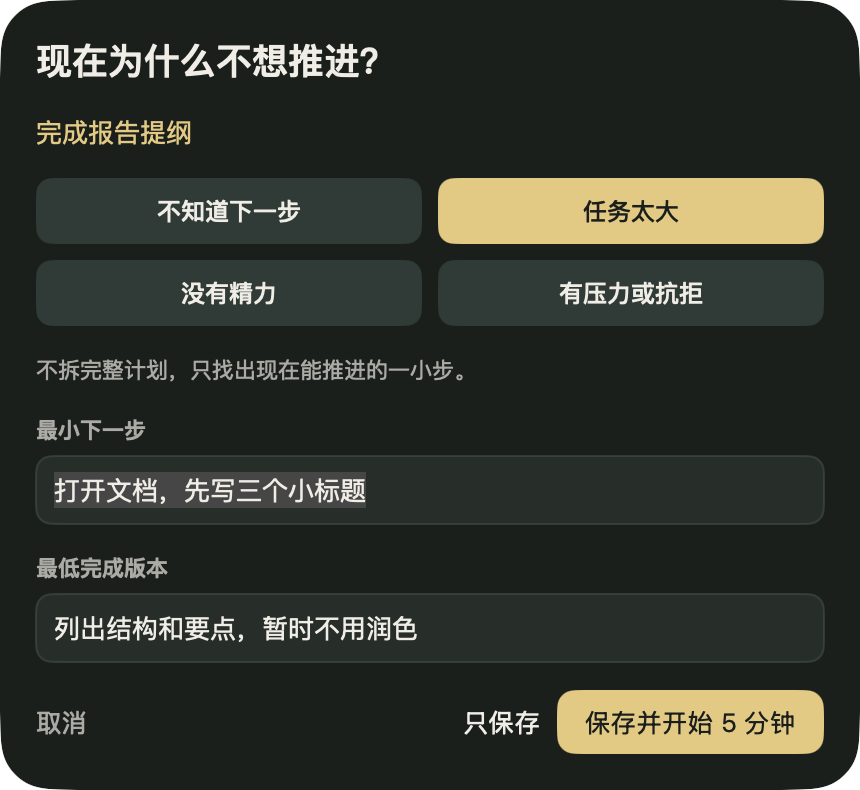 现在为什么不想推进?
完成报告提纲
不知道下一步
任务太大
没有精力
有压力或抗拒
不拆完整计划，只找出现在能推进的一小步。
最小下一步
打开文档，先写三个小标题
最低完成版本
列出结构和要点，暂时不用润色
取消
只保存
保存并开始 5 分钟